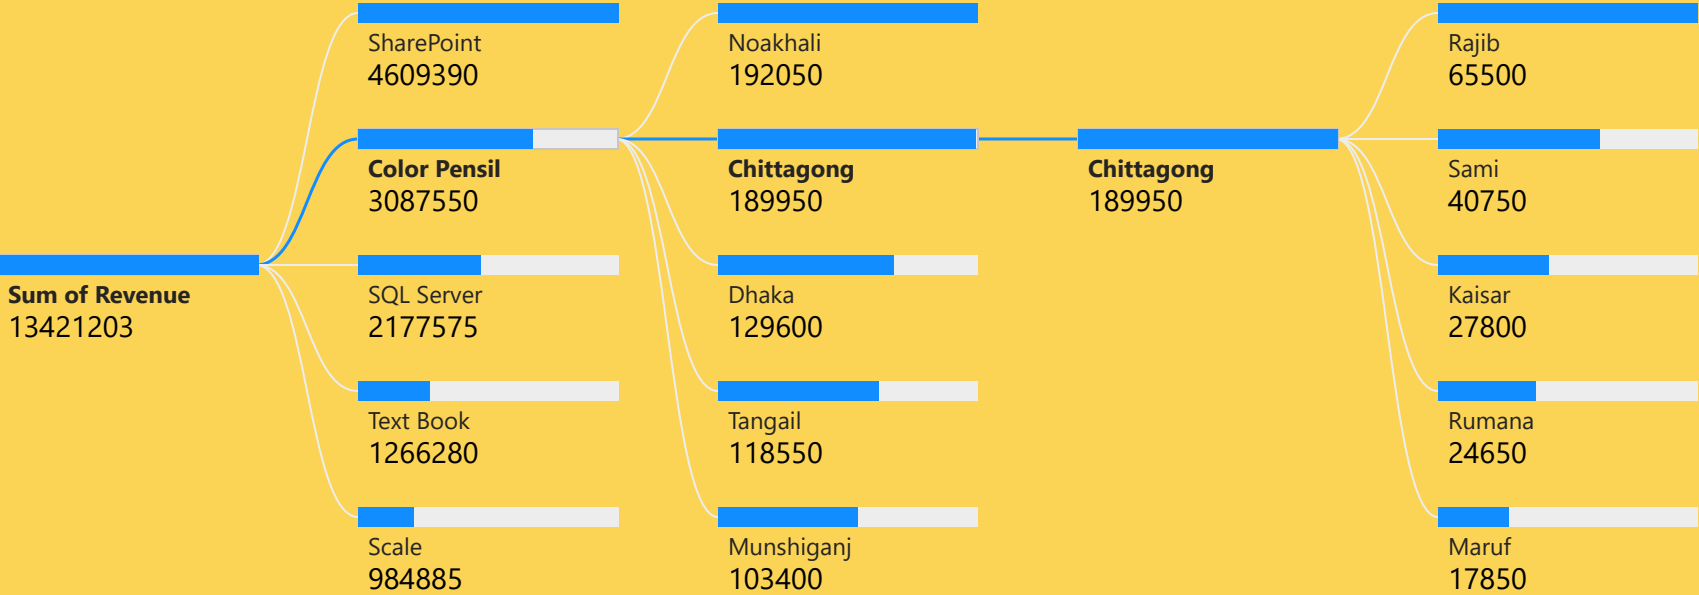 Sum of Revenue
13421203
SharePoint
4609390
Color Pensil
3087550
SQL Server
2177575
Text Book
1266280
Scale
984885
Noakhali
192050
Chittagong
189950
Dhaka
129600
Tangail
118550
Munshiganj
103400
Chittagong
189950
Rajib
65500
Sami
40750
Kaisar
27800
Rumana
24650
Maruf
17850